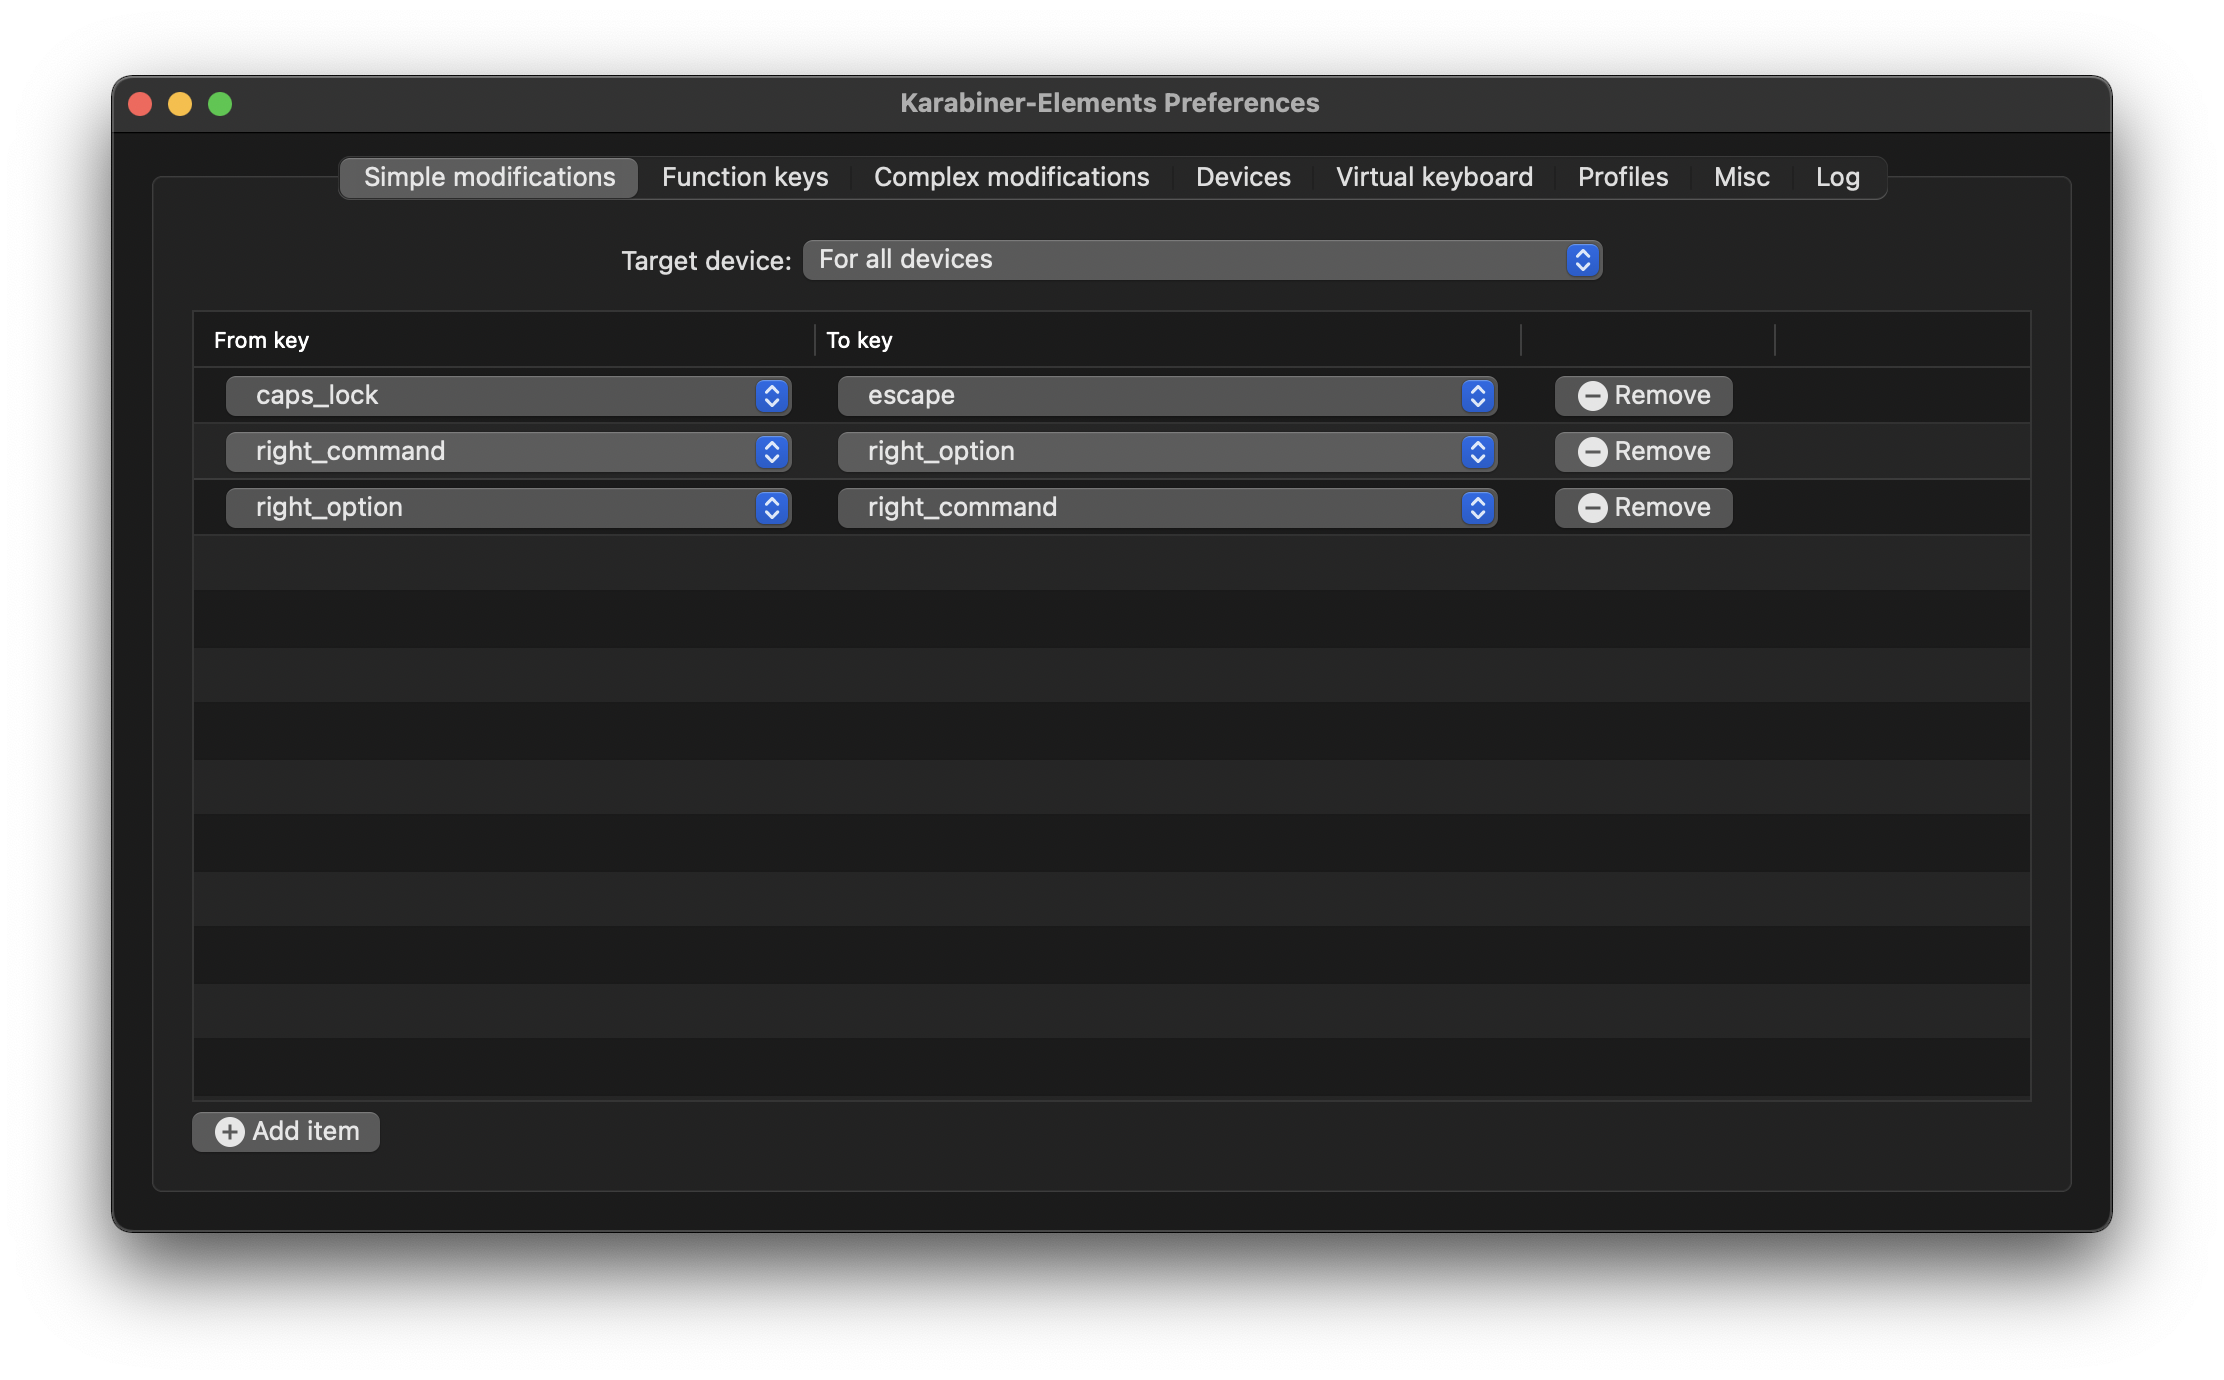 Karabiner-Elements Preferences
Simple modifications Function keys Complex modifications Devices Virtual keyboard Profiles Misc Log
Target device: For all devices
From key To key
caps_lock escape Remove
right_command right_option Remove
right_option right_command Remove
Add item